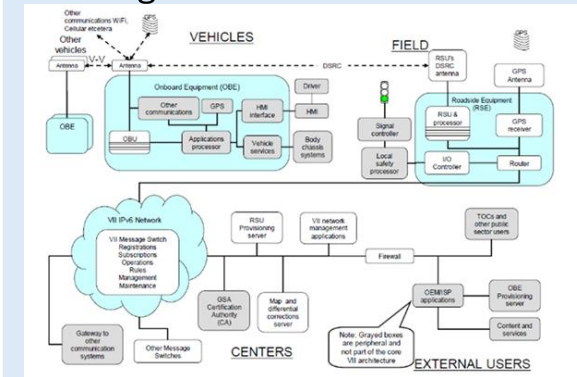 Other
communications WiFi,
Cellular etcetera
GPS
VEHICLES
FIELD
GPS
Other
vehicles
V-V
Antenna
Antenna
DSRC
RSU's
DSRC
antenna
GPS
Antenna
Onboard Equipment (OBE)
Other
communications
GPS
HMI
interface
Driver
HMI
OBE
OBU
Applications
processor
Vehicle
services
Body
chassis
systems
Signal
controller
Local
safety
processor
Roadside Equipment
(RSE)
RSU &
processor
GPS
receiver
I/O
Controller
Router
VII IPv6 Network
VII Message Switch
Registrations
Subscriptions
Operations
Rules
Management
Maintenance
RSU
Provisioning
server
VII network
management
applications
Firewall
TOCs and
other public
sector users
GSA
Certification
Authority
(CA)
Map and
differential
corrections
server
OEM/ISP
applications
OBE
Provisioning
server
Content and
services
Gateway to
other
communication
systems
Other Message
Switches
CENTERS
Note: Grayed boxes
are peripheral and
not part of the core
VII architecture
EXTERNAL USERS